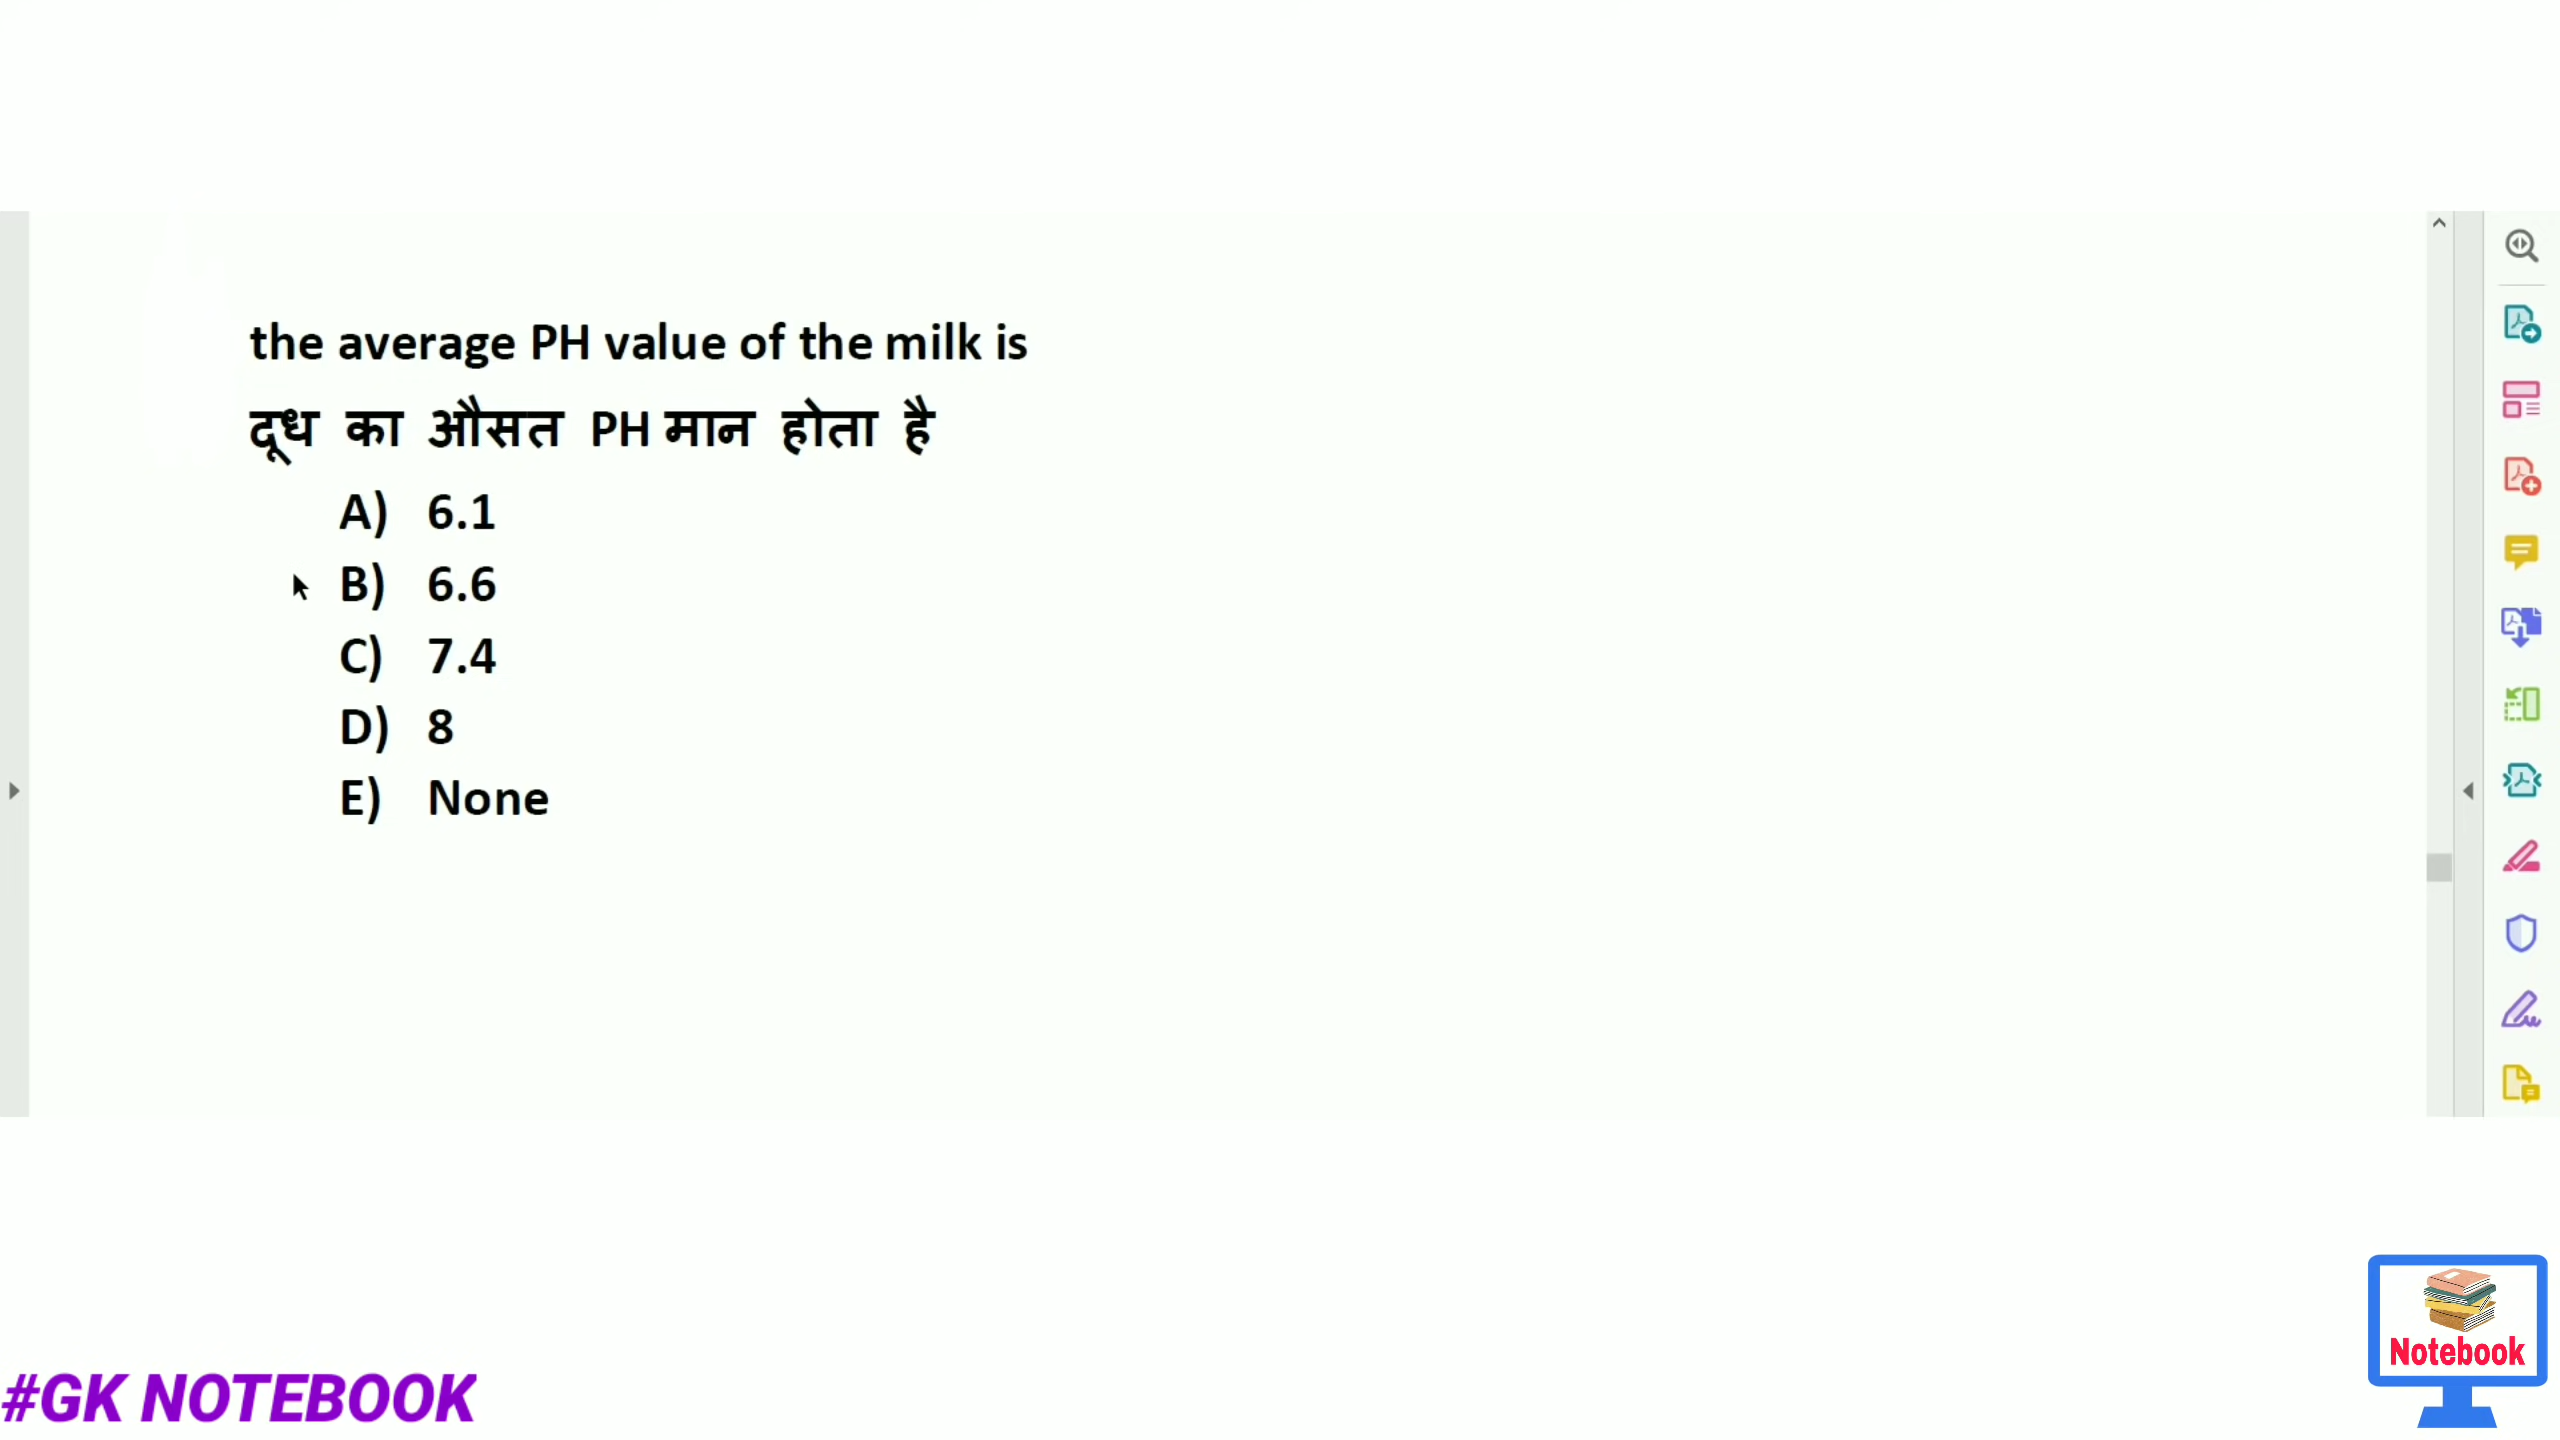 the average PH value of the milk is
दूध का औसत PH मान होता है
A) 6.1
B) 6.6
C) 7.4
D) 8
E) None
Notebook
#GK NOTEBOOK